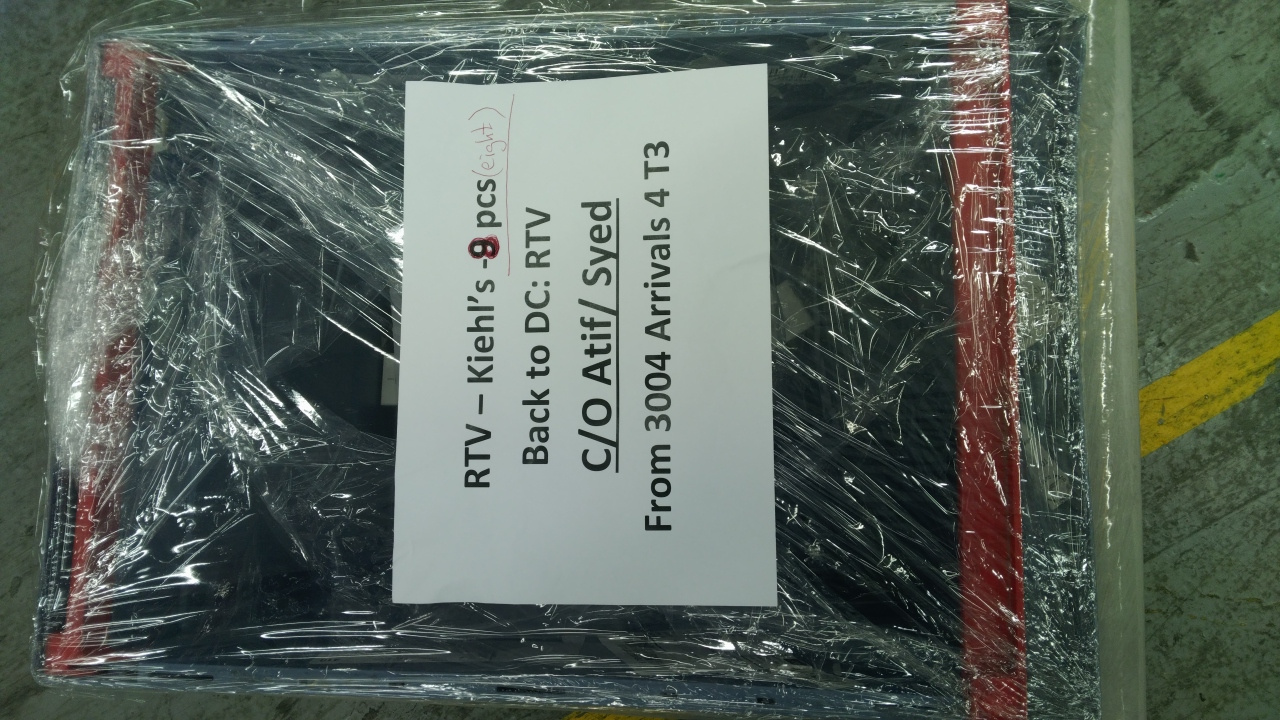 RTV – Kiehl's -8 pcs (eight)
Back to DC: RTV
C/O Atif/ Syed
From 3004 Arrivals 4 T3